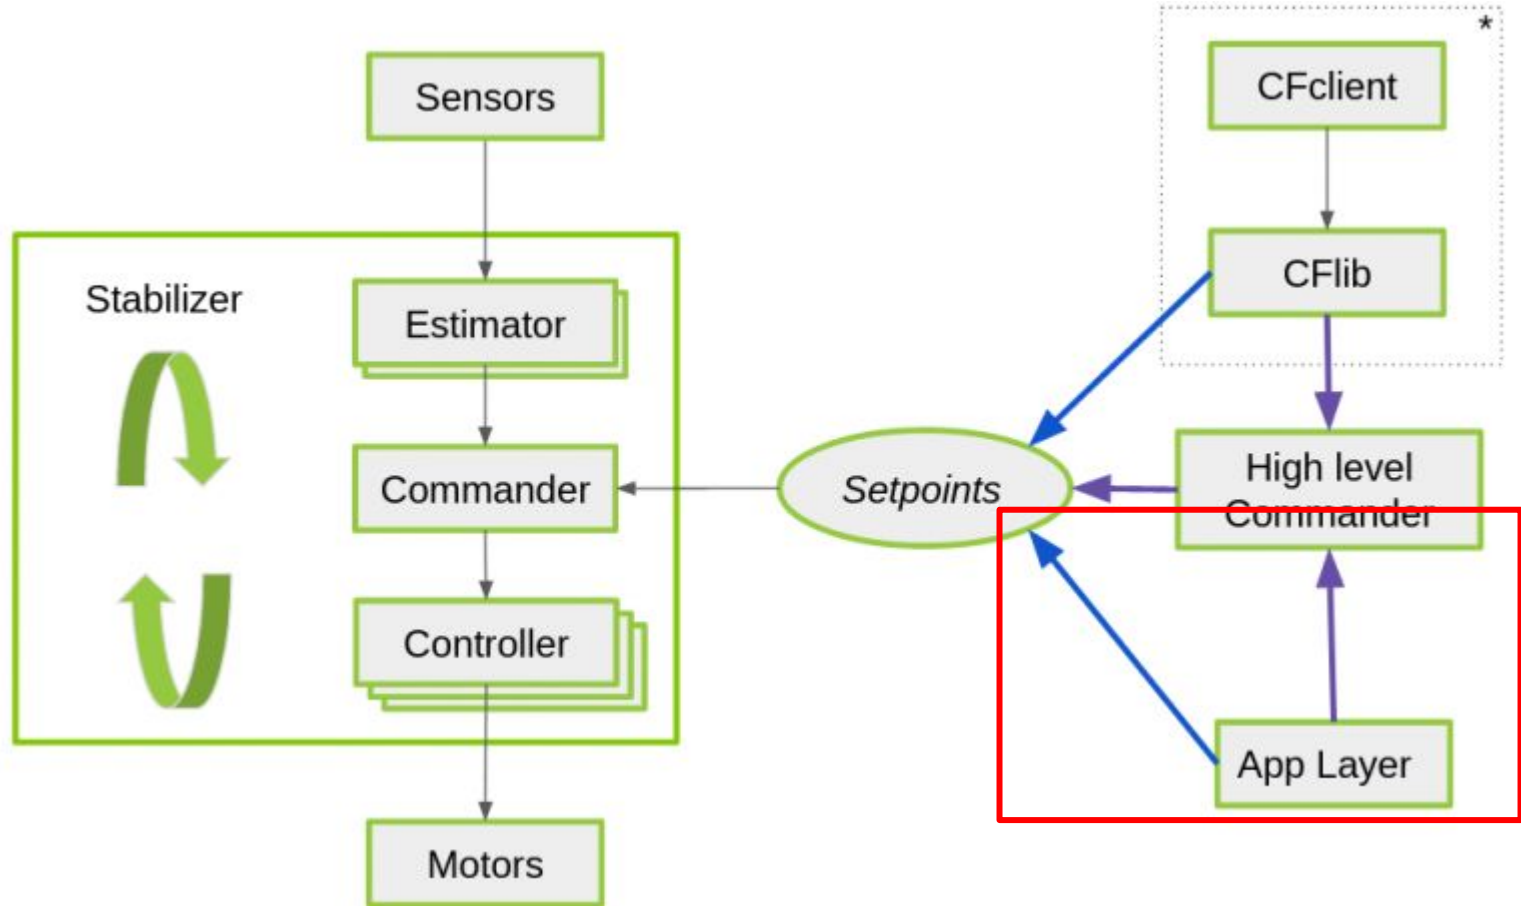 *
Sensors
CFclient
Stabilizer
Estimator
CFlib
Commander
Setpoints
High level
Commander
Controller
App Layer
Motors